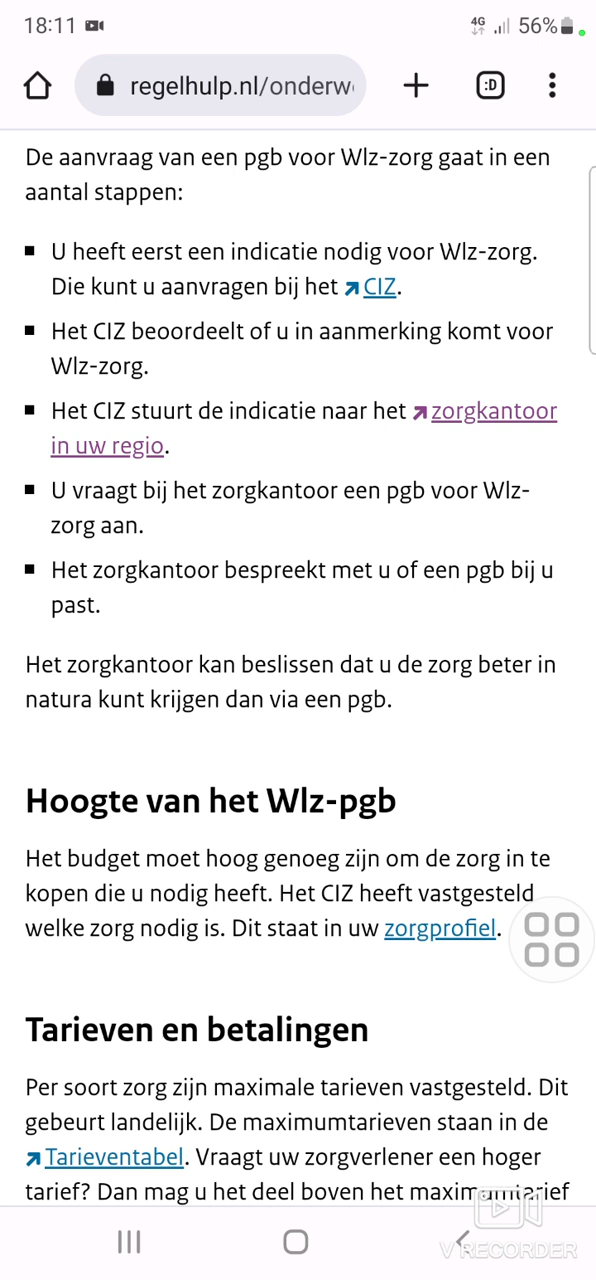 18:11
4G
56%
regelhulp.nl/onderw
:D
De aanvraag van een pgb voor Wlz-zorg gaat in een
aantal stappen:
U heeft eerst een indicatie nodig voor Wlz-zorg.
Die kunt u aanvragen bij het CIZ.
Het CIZ beoordeelt of u in aanmerking komt voor
Wlz-zorg.
Het CIZ stuurt de indicatie naar het zorgkantoor
in uw regio.
U vraagt bij het zorgkantoor een pgb voor Wlz-
zorg aan.
Het zorgkantoor bespreekt met u of een pgb bij u
past.
Het zorgkantoor kan beslissen dat u de zorg beter in
natura kunt krijgen dan via een pgb.
Hoogte van het Wlz-pgb
Het budget moet hoog genoeg zijn om de zorg in te
kopen die u nodig heeft. Het CIZ heeft vastgesteld
welke zorg nodig is. Dit staat in uw zorgprofiel.
Tarieven en betalingen
Per soort zorg zijn maximale tarieven vastgesteld. Dit
gebeurt landelijk. De maximumtarieven staan in de
Tarieventabel. Vraagt uw zorgverlener een hoger
tarief? Dan mag u het deel boven het maximumtarief
V RECORDER